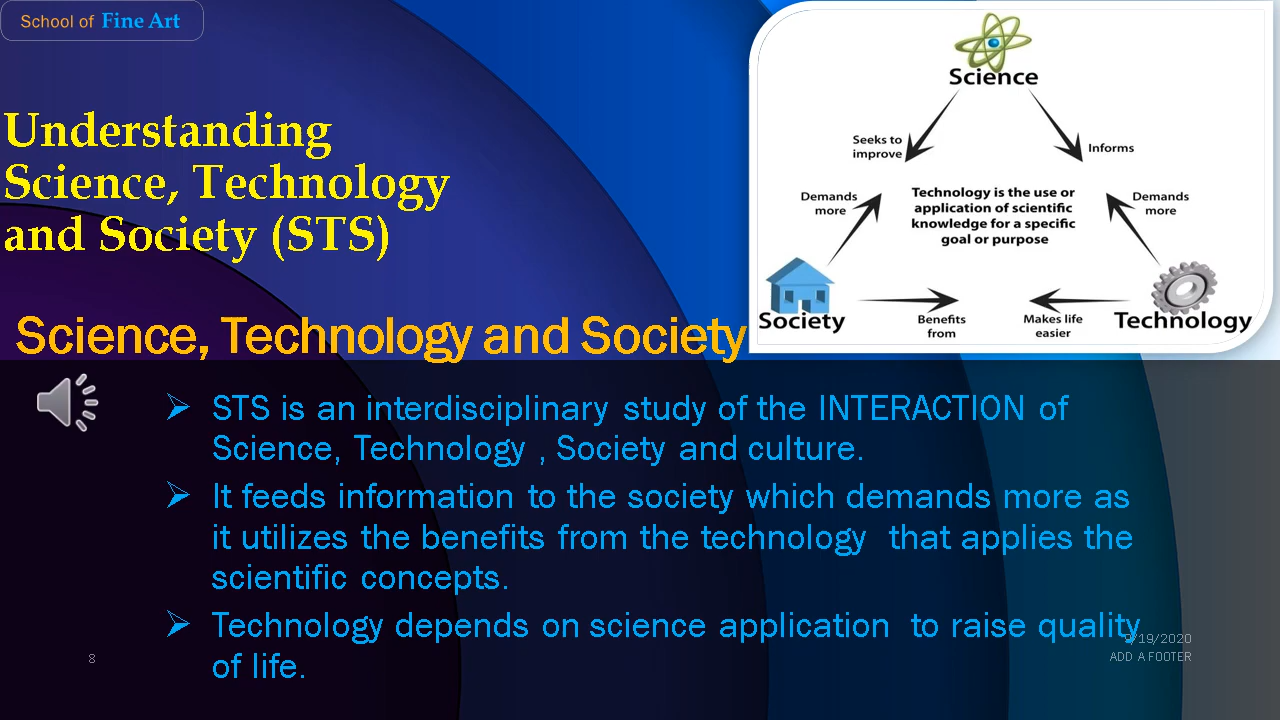 School of Fine Art
Understanding
Science, Technology
and Society (STS)
Science
Seeks to
improve
Informs
Demands
more
Technology is the use or
application of scientific
knowledge for a specific
goal or purpose
Demands
more
Society
Benefits
from
Makes life
easier
Technology
Science, Technology and Society
➢ STS is an interdisciplinary study of the INTERACTION of
Science, Technology , Society and culture.
➢ It feeds information to the society which demands more as
it utilizes the benefits from the technology that applies the
scientific concepts.
➢ Technology depends on science application to raise quality
of life.
/19/2020
ADD A FOOTER
8